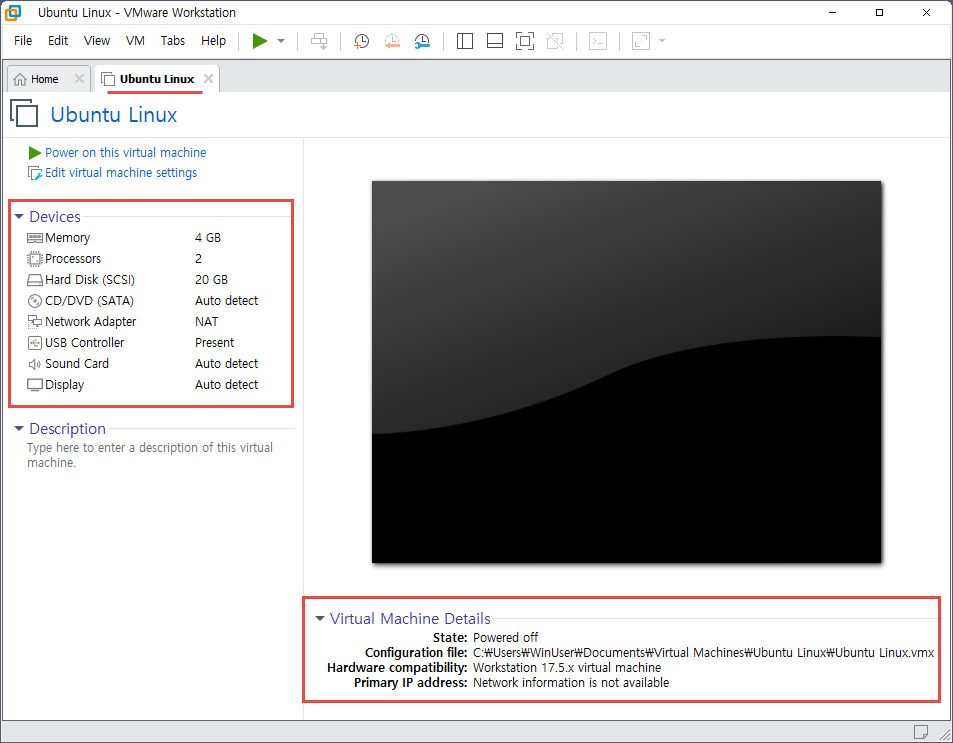 Ubuntu Linux - VMware Workstation
File Edit View VM Tabs Help
Home
Ubuntu Linux
Ubuntu Linux
Power on this virtual machine
Edit virtual machine settings
Devices
Memory 4 GB
Processors 2
Hard Disk (SCSI) 20 GB
CD/DVD (SATA) Auto detect
Network Adapter NAT
USB Controller Present
Sound Card Auto detect
Display Auto detect
Description
Type here to enter a description of this virtual
machine.
Virtual Machine Details
State: Powered off
Configuration file: C:₩Users₩WinUser₩Documents₩Virtual Machines₩Ubuntu Linux₩Ubuntu Linux.vmx
Hardware compatibility: Workstation 17.5.x virtual machine
Primary IP address: Network information is not available